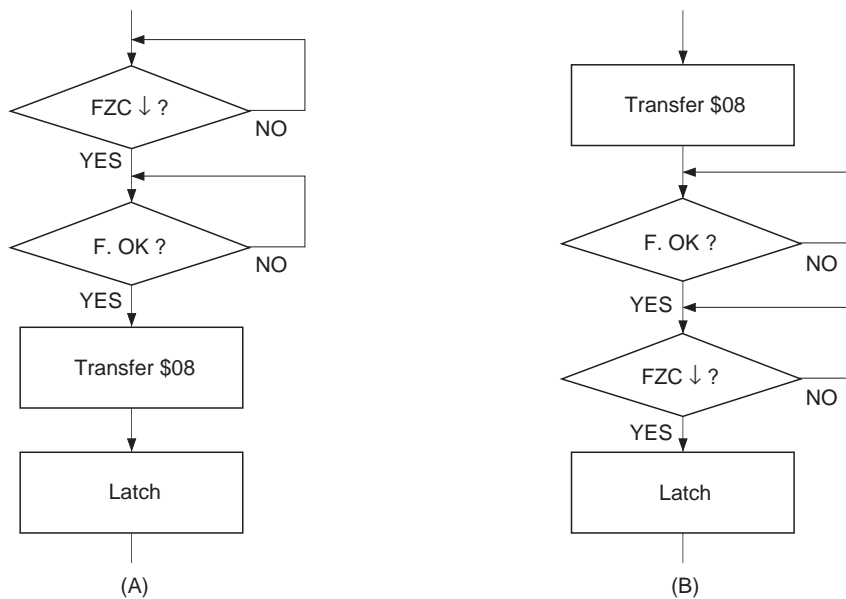 FZC ↓ ?
NO
YES
F. OK ?
NO
YES
Transfer $08
Latch
(A)
Transfer $08
F. OK ?
NO
YES
FZC ↓ ?
NO
YES
Latch
(B)